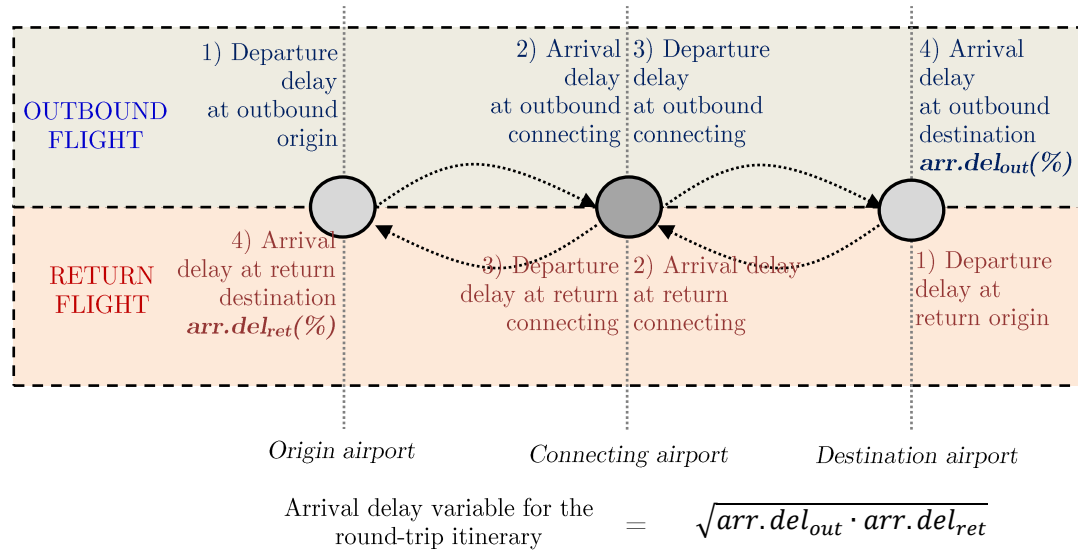 1) Departure
delay
at outbound
origin
2) Arrival
delay
at outbound
connecting
3) Departure
delay
at outbound
connecting
4) Arrival
delay
at outbound
destination
arr.del_out(%)
OUTBOUND
FLIGHT
RETURN
FLIGHT
4) Arrival
delay at return
destination
arr.del_ret(%)
3) Departure
delay at return
connecting
2) Arrival delay
at return
connecting
1) Departure
delay at
return origin
Origin airport
Connecting airport
Destination airport
Arrival delay variable for the
round-trip itinerary
= √arr.del_out · arr.del_ret